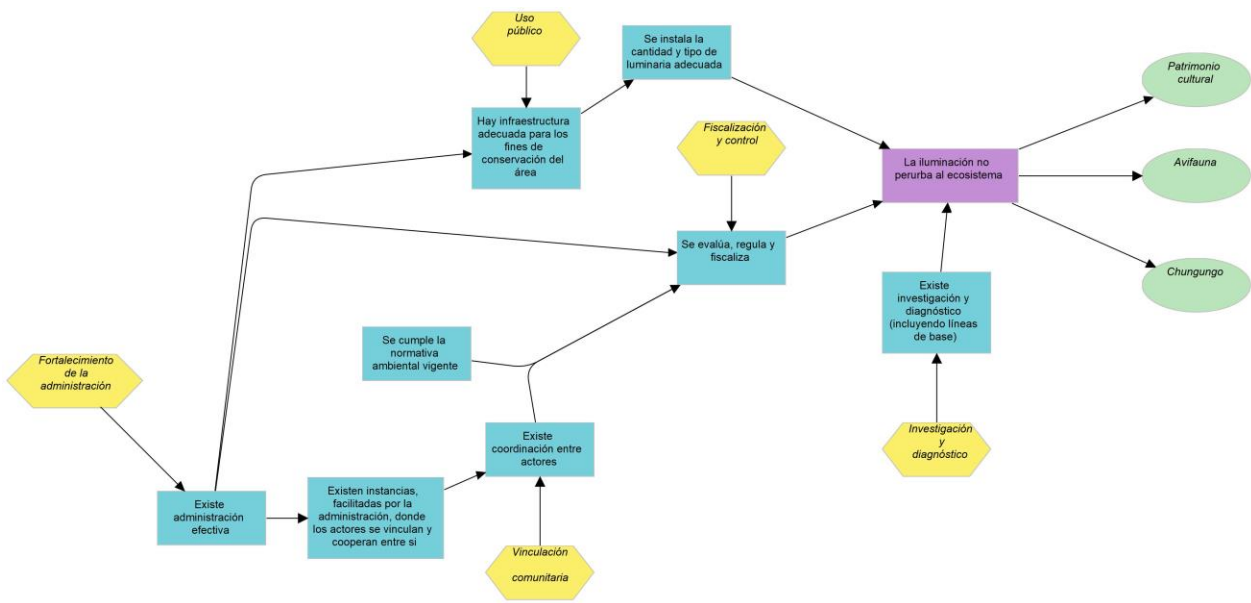 Uso
público
Se instala la
cantidad y tipo de
luminaria adecuada
Patrimonio
cultural
Hay infraestructura
adecuada para los
fines de
conservación del
área
Fiscalización
y control
La iluminación no
perurba al ecosistema
Avifauna
Se evalúa, regula y
fiscaliza
Chungungo
Existe
investigación y
diagnóstico
(incluyendo líneas
de base)
Se cumple la
normativa
ambiental vigente
Fortalecimiento
de la
administración
Existe
coordinación entre
actores
Investigación
y
diagnóstico
Existe
administración
efectiva
Existen instancias,
facilitadas por la
administración, donde
los actores se vinculan y
cooperan entre si
Vinculación
comunitaria